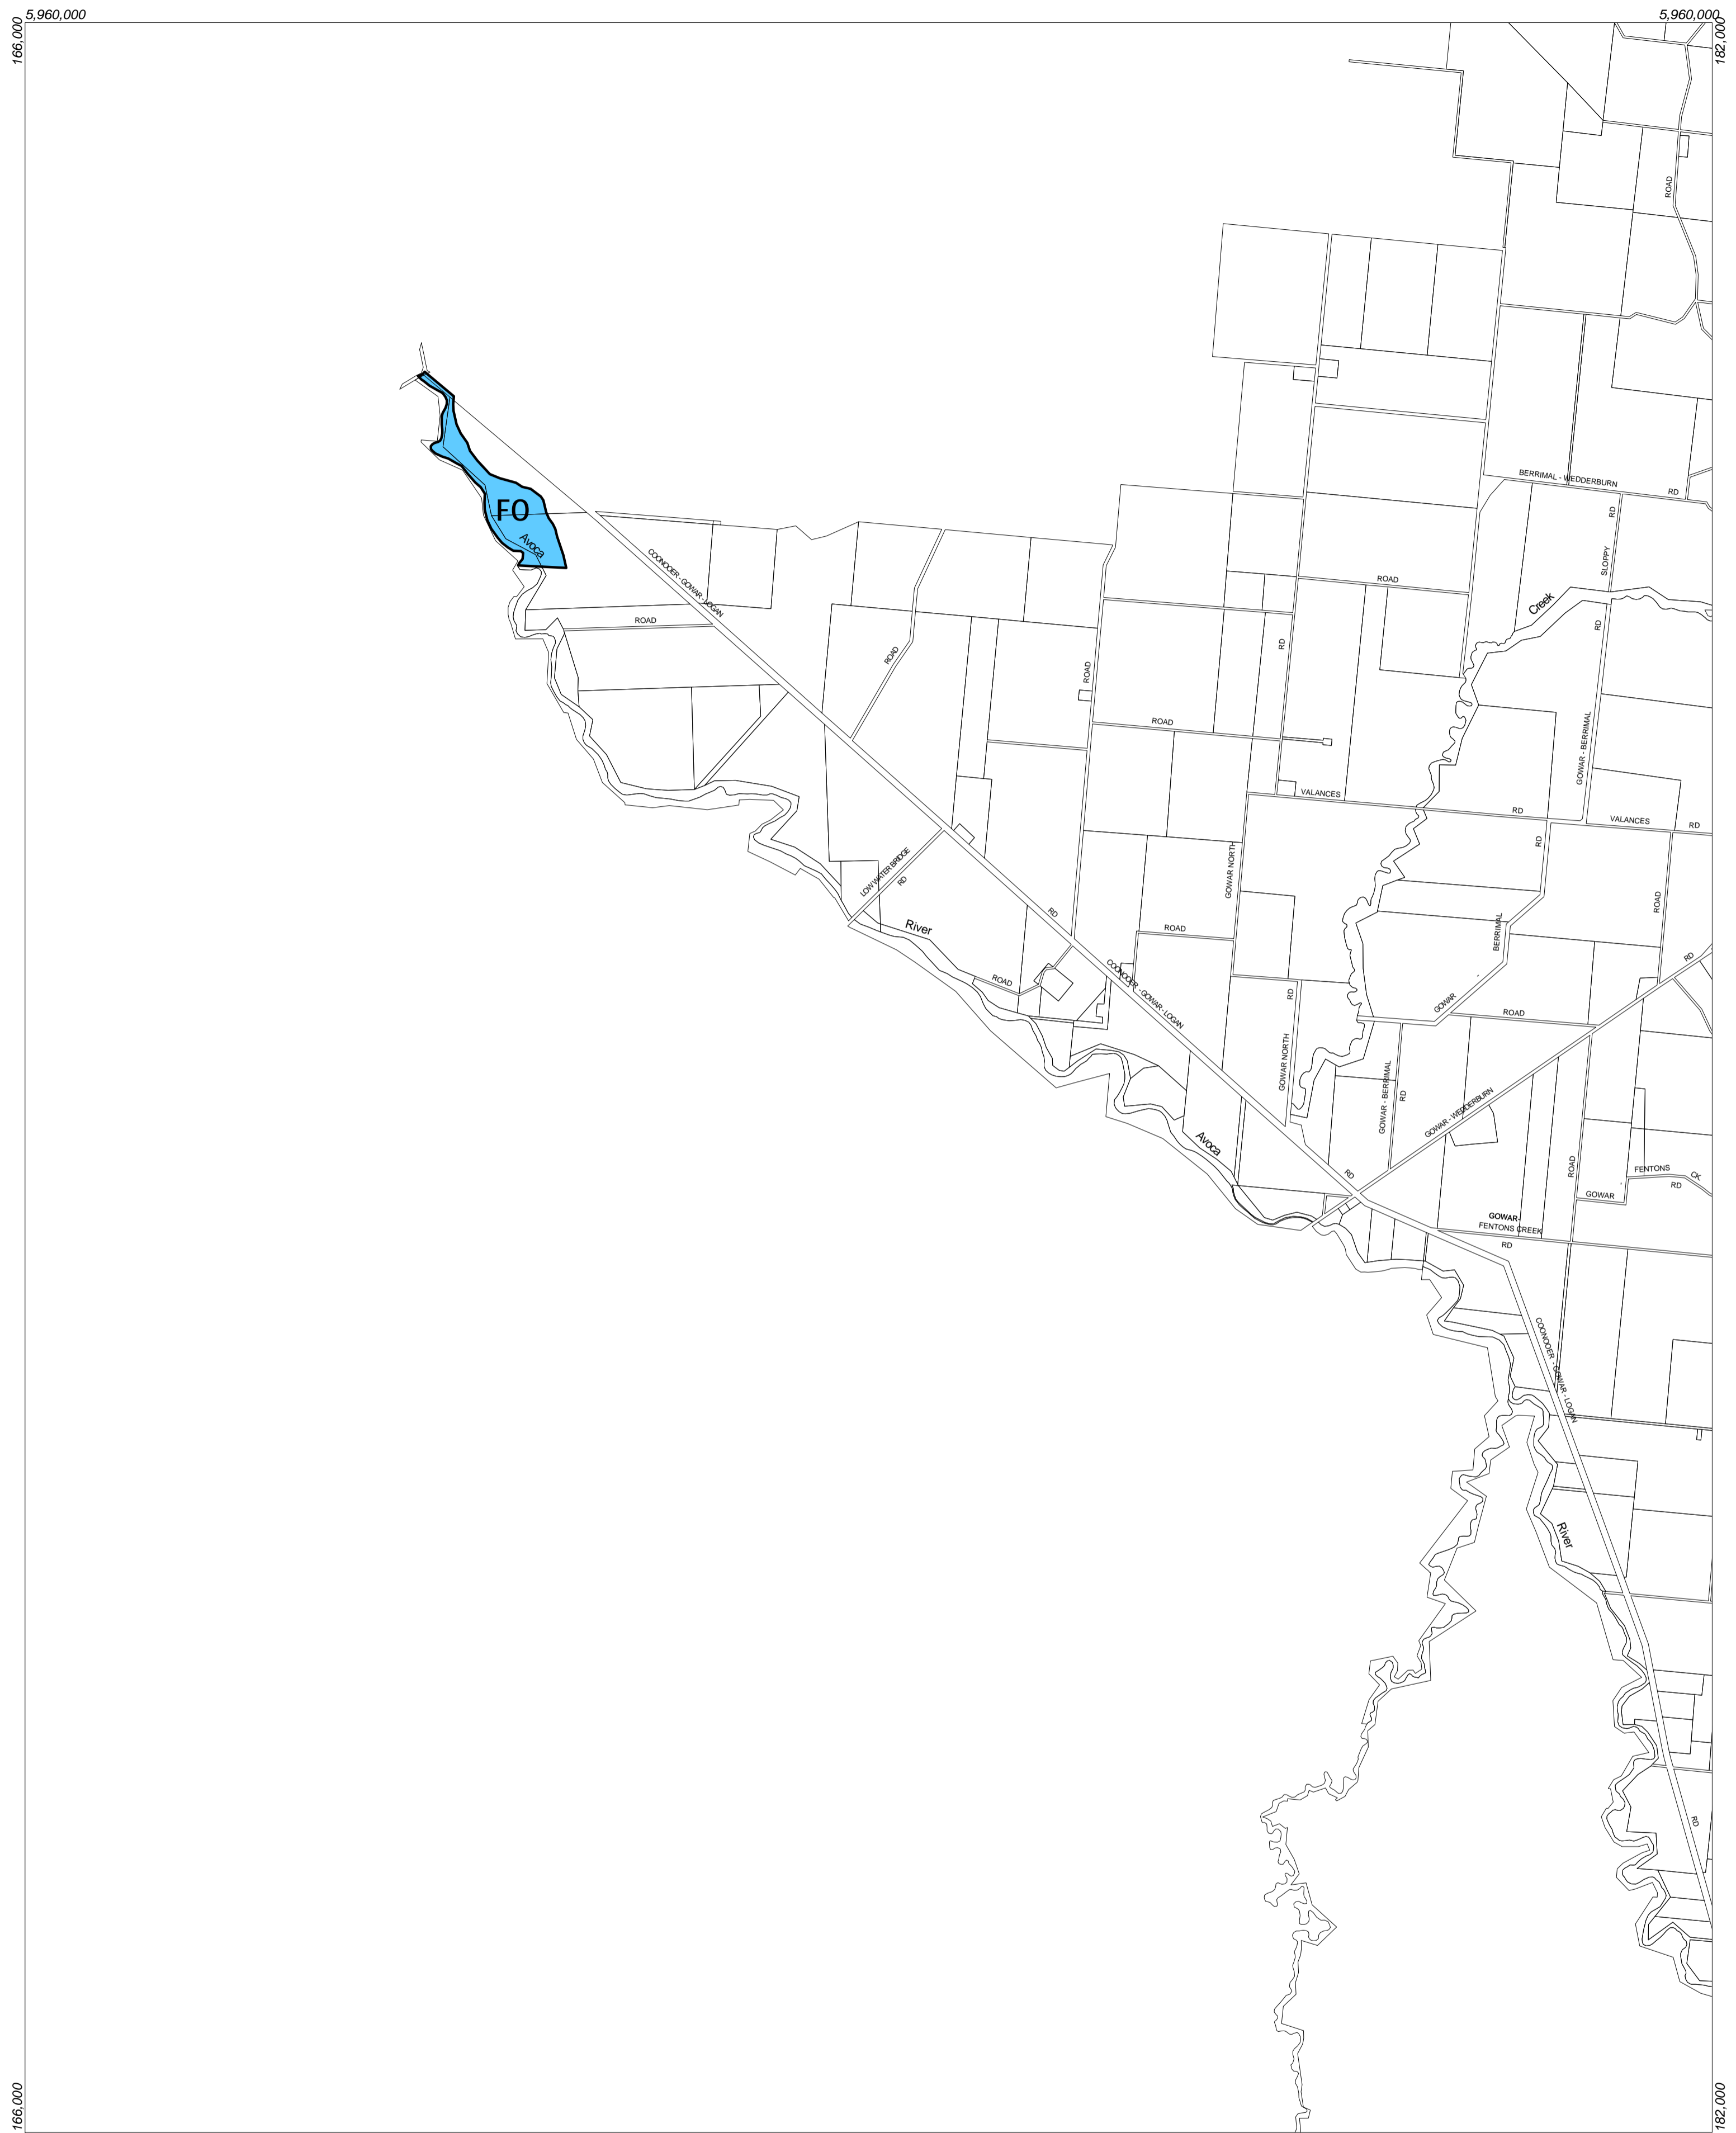 5,960,000
5,960,000
166,000
182,000
ROAD
BERRIMAL - WEDDERBURN
RD
FO
Avoca
RD
SLOPPY
COONOOER - GOWAR - LOGAN
ROAD
Creek
ROAD
RD
ROAD
ROAD
RD
ROAD
GOWAR - BERRIMAL
VALANCES
RD
VALANCES
RD
RD
LOW WATER BRIDGE
RD
GOWAR NORTH
ROAD
River
RD
ROAD
BERRIMAL
RD
COONOOER - GOWAR - LOGAN
ROAD
RD
GOWAR
ROAD
GOWAR NORTH
GOWAR - BERRIMAL
RD
GOWAR - WEDDERBURN
Avoca
RD
ROAD
FENTONS
CK
RD
GOWAR
GOWAR-
FENTONS CREEK
RD
COONOOER - GOWAR - LOGAN
River
RD
166,000
182,000